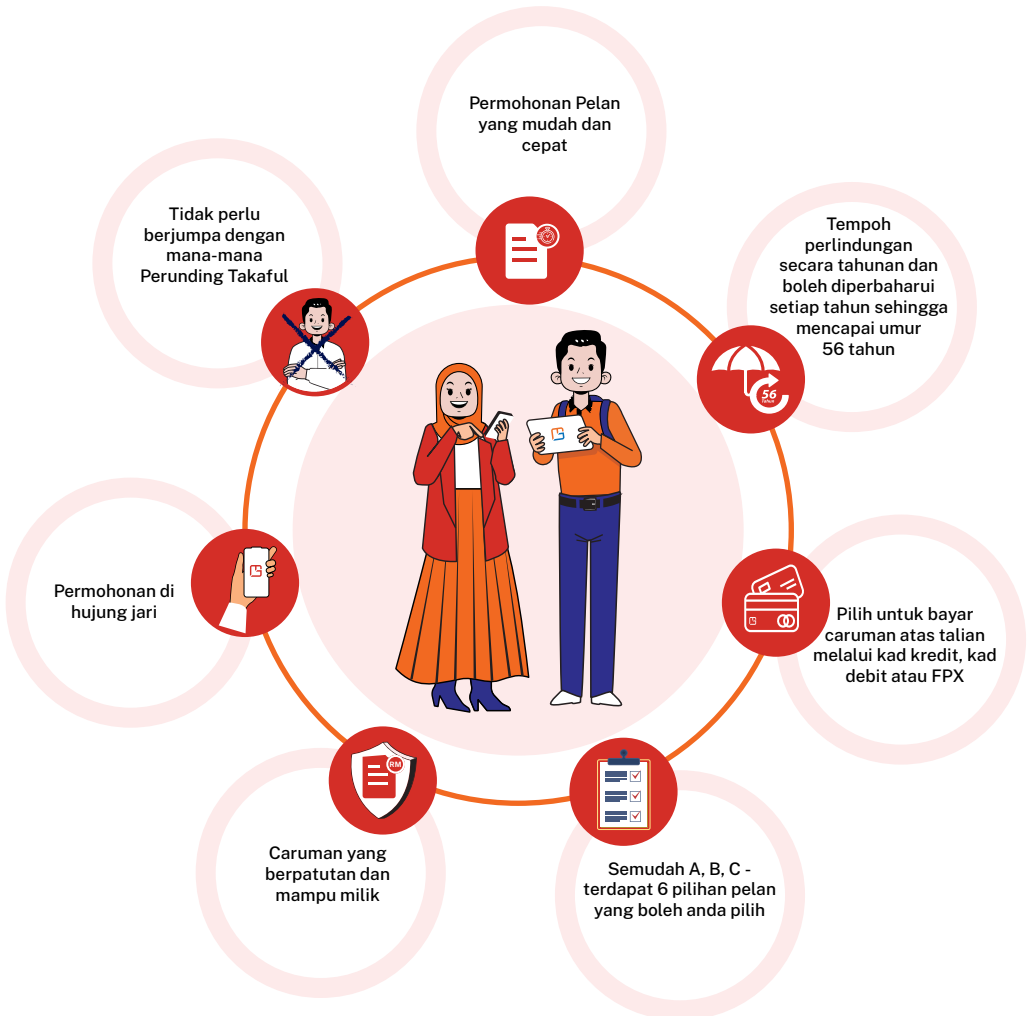 Permohonan Pelan
yang mudah dan
cepat
Tempoh
perlindungan
secara tahunan dan
boleh diperbaharui
setiap tahun sehingga
mencapai umur
56 tahun
56
Tahun
Pilih untuk bayar
caruman atas talian
melalui kad kredit, kad
debit atau FPX
Semudah A, B, C -
terdapat 6 pilihan pelan
yang boleh anda pilih
RM
Caruman yang
berpatutan dan
mampu milik
Permohonan di
hujung jari
Tidak perlu
berjumpa dengan
mana-mana
Perunding Takaful